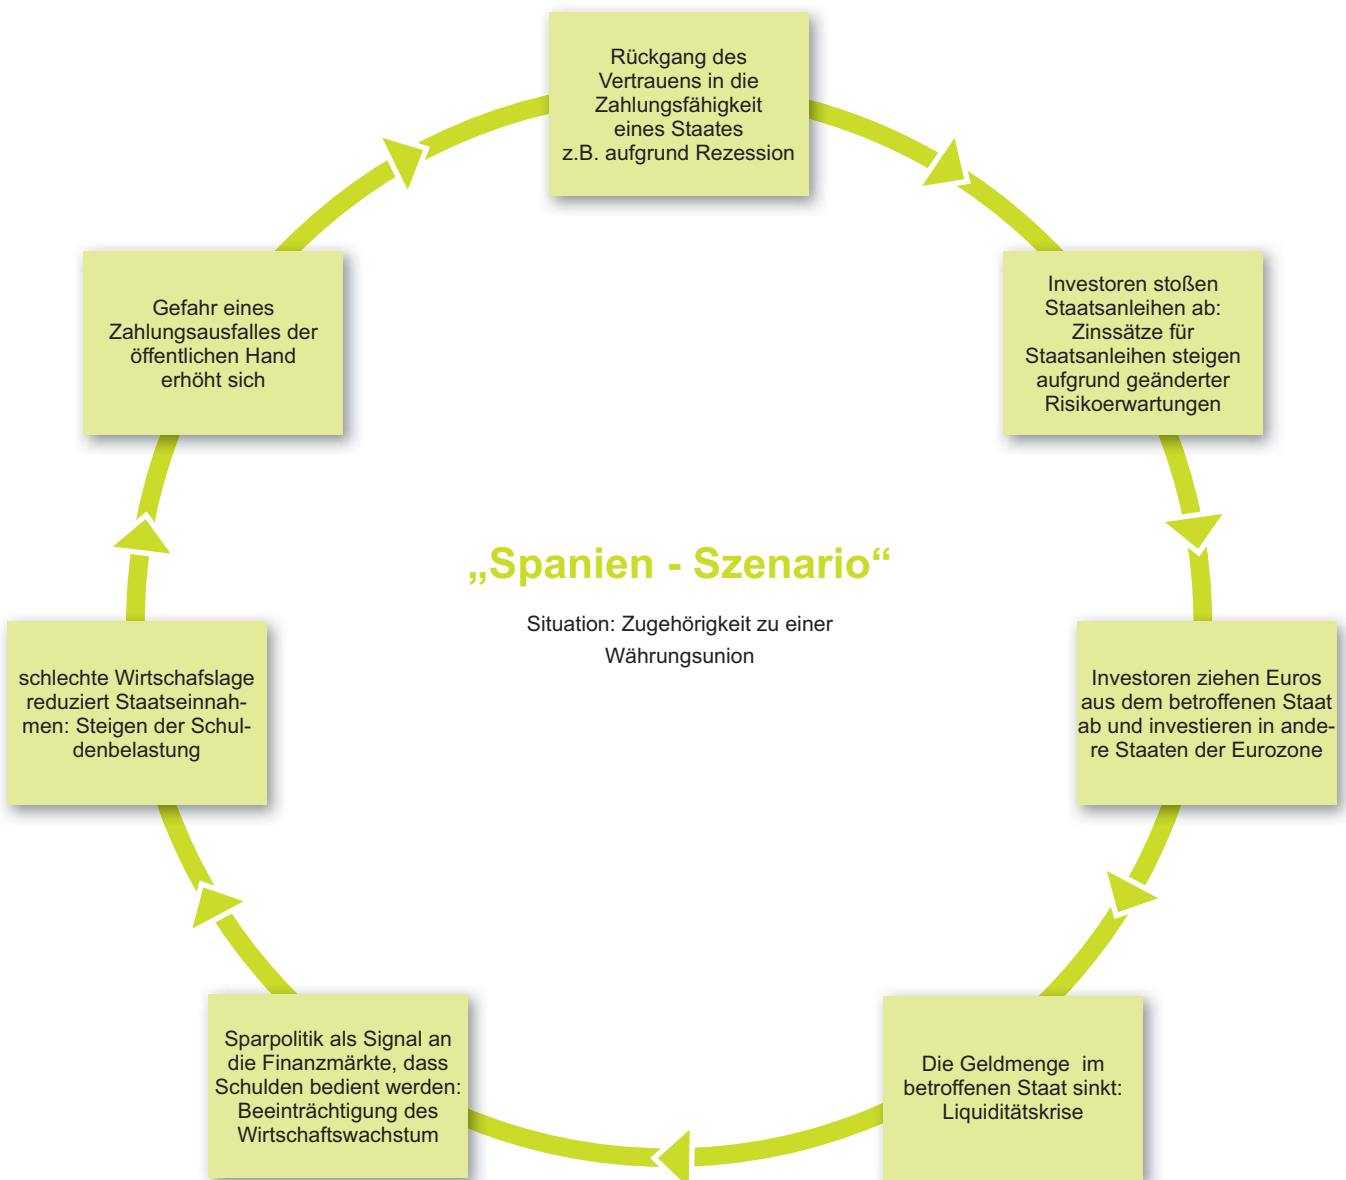 Rückgang des
Vertrauens in die
Zahlungsfähigkeit
eines Staates
z.B. aufgrund Rezession
Investoren stoßen
Staatsanleihen ab:
Zinssätze für
Staatsanleihen steigen
aufgrund geänderter
Risikoerwartungen
Investoren ziehen Euros
aus dem betroffenen Staat
ab und investieren in ande-
re Staaten der Eurozone
Die Geldmenge im
betroffenen Staat sinkt:
Liquiditätskrise
Sparpolitik als Signal an
die Finanzmärkte, dass
Schulden bedient werden:
Beeinträchtigung des
Wirtschaftswachstum
schlechte Wirtschafslage
reduziert Staatseinnah-
men: Steigen der Schul-
denbelastung
Gefahr eines
Zahlungsausfalles der
öffentlichen Hand
erhöht sich
„Spanien - Szenario“
Situation: Zugehörigkeit zu einer
Währungsunion